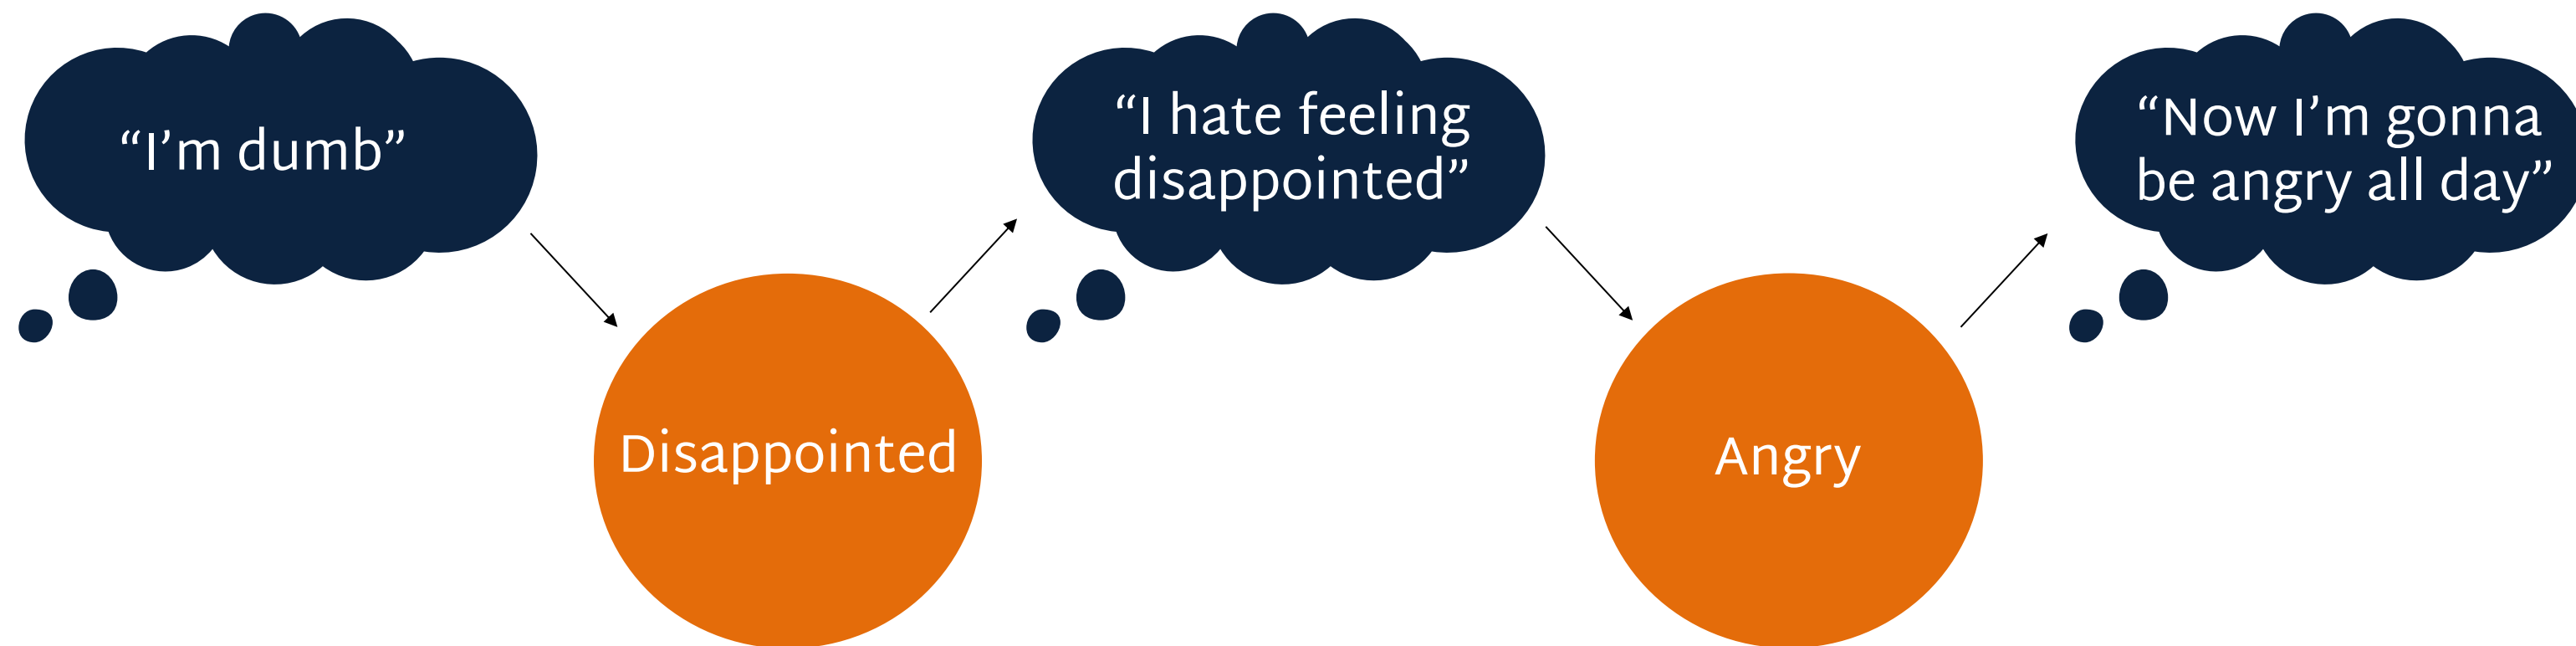 “I’m dumb”
Disappointed
“I hate feeling
disappointed”
Angry
“Now I’m gonna
be angry all day”